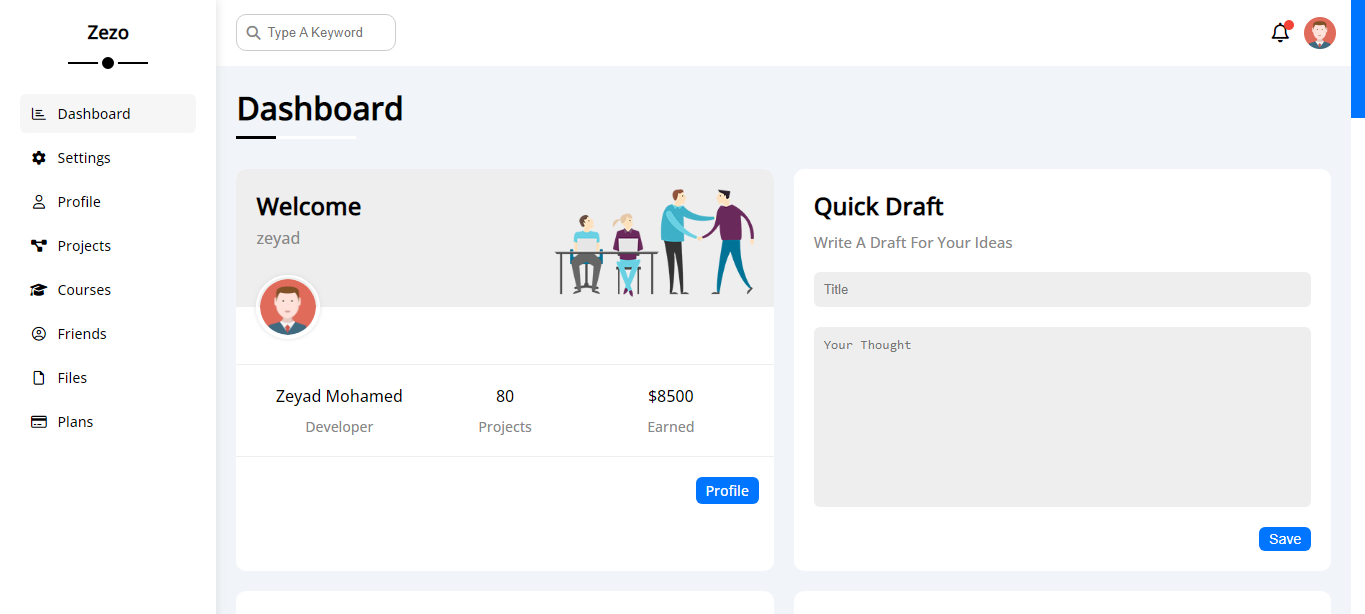 Zezo
Dashboard
Settings
Profile
Projects
Courses
Friends
Files
Plans
Type A Keyword
Dashboard
Welcome
zeyad
Zeyad Mohamed
Developer
80
Projects
$8500
Earned
Profile
Quick Draft
Write A Draft For Your Ideas
Title
Your Thought
Save